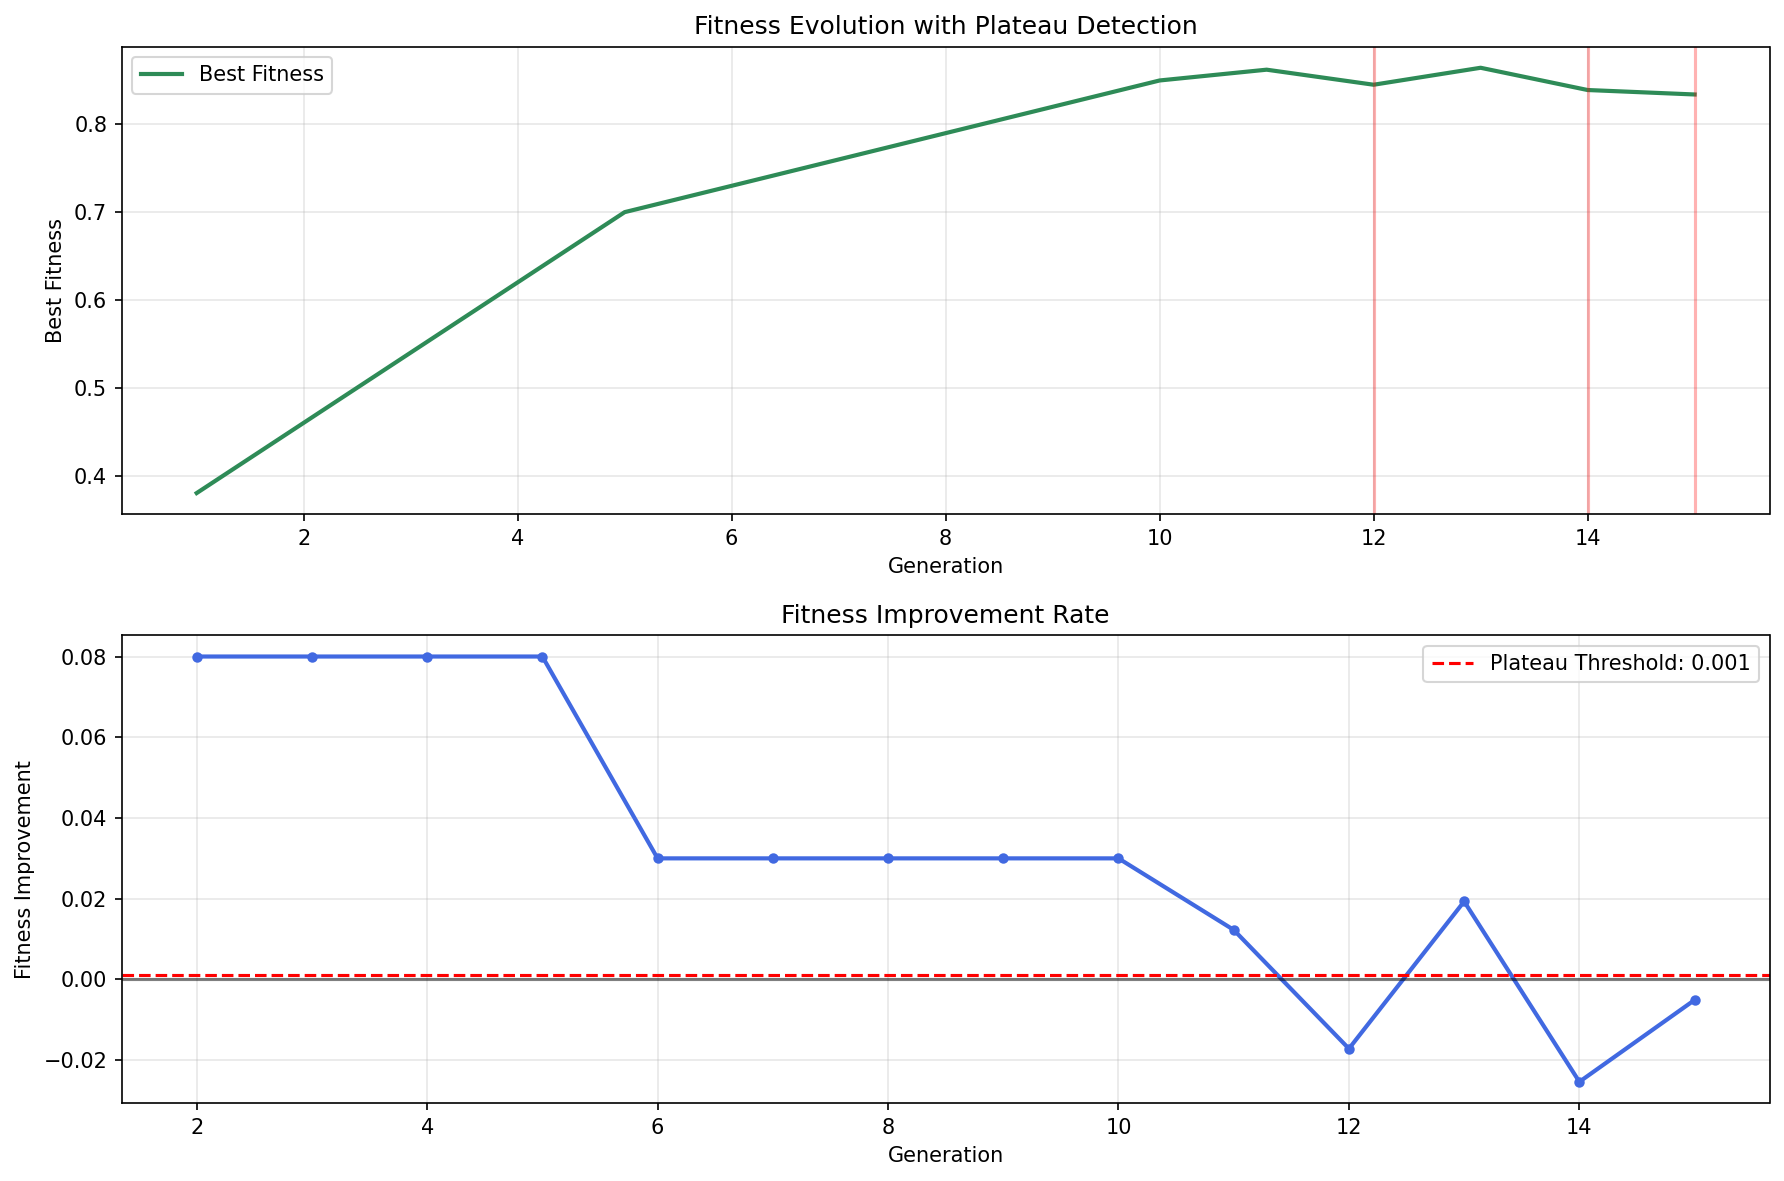 Fitness Evolution with Plateau Detection
Best Fitness
Best Fitness
0.8
0.7
0.6
0.5
0.4
2 4 6 8 10 12 14
Generation
Fitness Improvement Rate
Plateau Threshold: 0.001
Fitness Improvement
0.08
0.06
0.04
0.02
0.00
−0.02
2 4 6 8 10 12 14
Generation